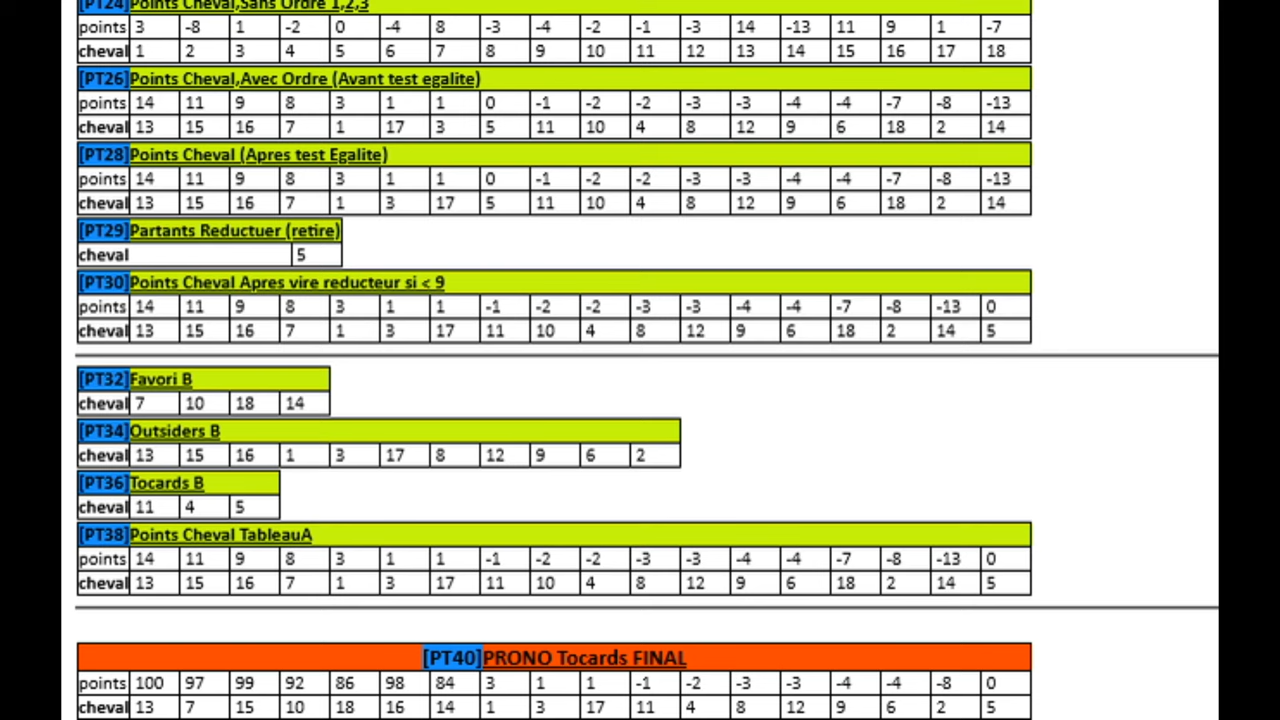 [PT24]Points Cheval,Sans Ordre 1,2,3
points 3 -8 1 -2 0 -4 8 -3 -4 -2 -1 -3 14 -13 11 9 1 -7
cheval 1 2 3 4 5 6 7 8 9 10 11 12 13 14 15 16 17 18
[PT26]Points Cheval,Avec Ordre (Avant test egalite)
points 14 11 9 8 3 1 1 0 -1 -2 -2 -3 -3 -4 -4 -7 -8 -13
cheval 13 15 16 7 1 17 3 5 11 10 4 8 12 9 6 18 2 14
[PT28]Points Cheval (Apres test Egalite)
points 14 11 9 8 3 1 1 0 -1 -2 -2 -3 -3 -4 -4 -7 -8 -13
cheval 13 15 16 7 1 3 17 5 11 10 4 8 12 9 6 18 2 14
[PT29]Partants Reductuer (retire)
cheval 5
[PT30]Points Cheval Apres vire reducteur si < 9
points 14 11 9 8 3 1 1 -1 -2 -2 -3 -3 -4 -4 -7 -8 -13 0
cheval 13 15 16 7 1 3 17 11 10 4 8 12 9 6 18 2 14 5
[PT32]Favori B
cheval 7 10 18 14
[PT34]Outsiders B
cheval 13 15 16 1 3 17 8 12 9 6 2
[PT36]Tocards B
cheval 11 4 5
[PT38]Points Cheval TableauA
points 14 11 9 8 3 1 1 -1 -2 -2 -3 -3 -4 -4 -7 -8 -13 0
cheval 13 15 16 7 1 3 17 11 10 4 8 12 9 6 18 2 14 5
[PT40]PRONO Tocards FINAL
points 100 97 99 92 86 98 84 3 1 1 -1 -2 -3 -3 -4 -4 -8 0
cheval 13 7 15 10 18 16 14 1 3 17 11 4 8 12 9 6 2 5